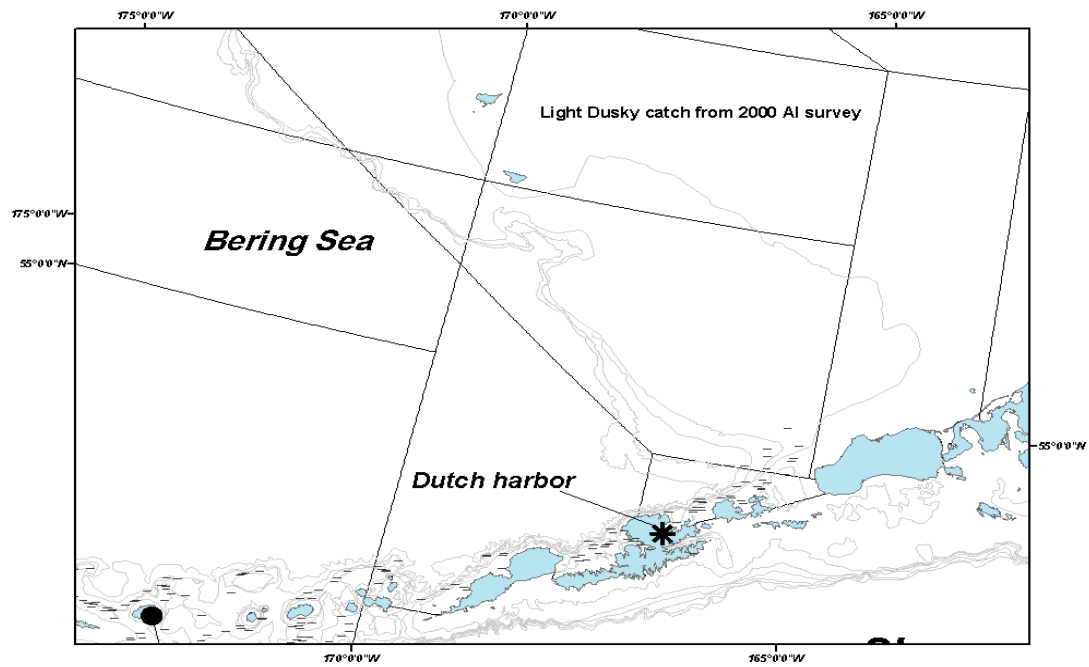 175°0'0"W 170°0'0"W 165°0'0"W
Light Dusky catch from 2000 AI survey
175°0'0"W
Bering Sea
55°0'0"N
55°0'0"W
Dutch harbor
170°0'0"W 165°0'0"W